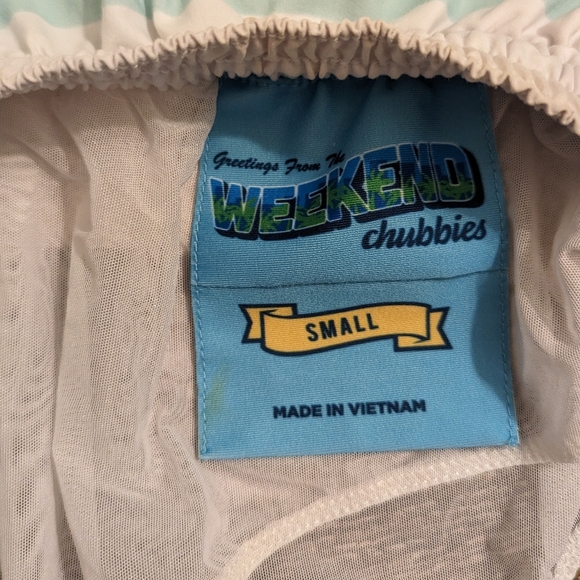 Greetings From The
WEEKEND
chubbies
SMALL
MADE IN VIETNAM